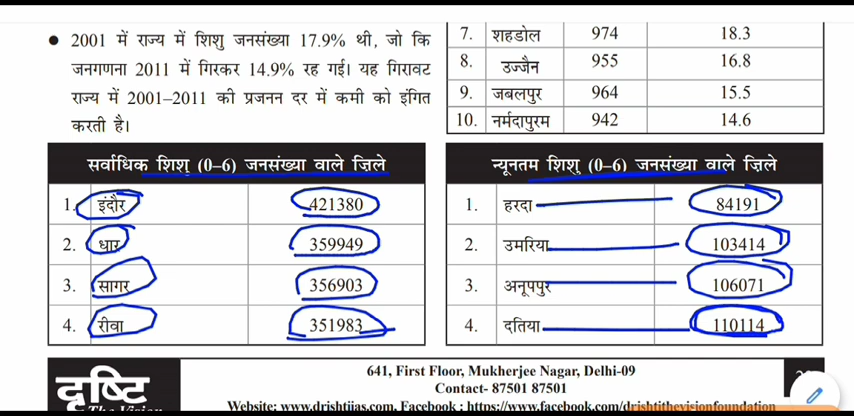 ● 2001 में राज्य में शिशु जनसंख्या 17.9% थी, जो कि
जनगणना 2011 में गिरकर 14.9% रह गई। यह गिरावट
राज्य में 2001–2011 की प्रजनन दर में कमी को इंगित
करती है।
7. शहडोल 974 18.3
8. उज्जैन 955 16.8
9. जबलपुर 964 15.5
10. नर्मदापुरम 942 14.6
सर्वाधिक शिशु (0–6) जनसंख्या वाले ज़िले
1. इंदौर 421380
2. धार 359949
3. सागर 356903
4. रीवा 351983
न्यूनतम शिशु (0–6) जनसंख्या वाले ज़िले
1. हरदा 84191
2. उमरिया 103414
3. अनूपपुर 106071
4. दतिया 110114
दृष्टि
The Vision
641, First Floor, Mukherjee Nagar, Delhi-09
Contact- 87501 87501
Website: www.drishtiias.com, Facebook : https://www.facebook.com/drishtithevisionfoundation